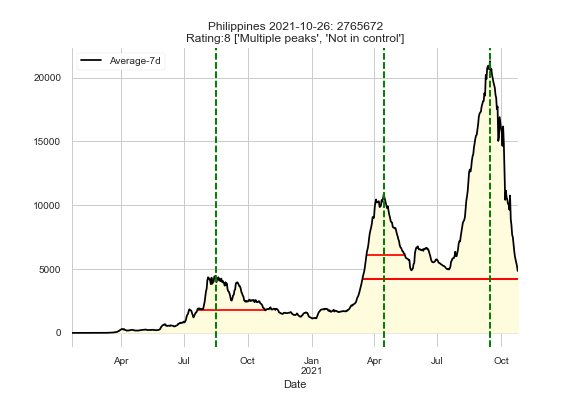 Philippines 2021-10-26: 2765672
Rating:8 ['Multiple peaks', 'Not in control']
Average-7d
20000
15000
10000
5000
0
Apr Jul Oct Jan Apr Jul Oct
2021
Date